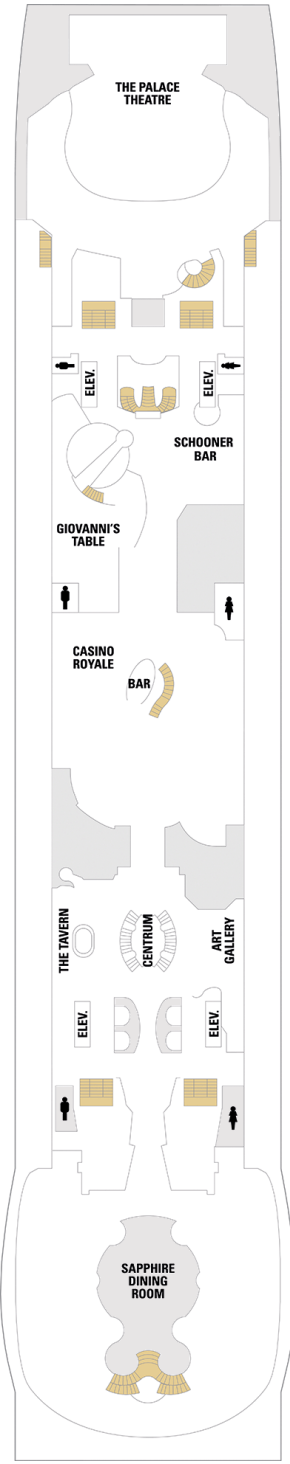 THE PALACE
THEATRE
ELEV.
ELEV.
SCHOONER
BAR
GIOVANNI'S
TABLE
CASINO
ROYALE
BAR
THE TAVERN
CENTRUM
ART
GALLERY
ELEV.
ELEV.
SAPPHIRE
DINING
ROOM